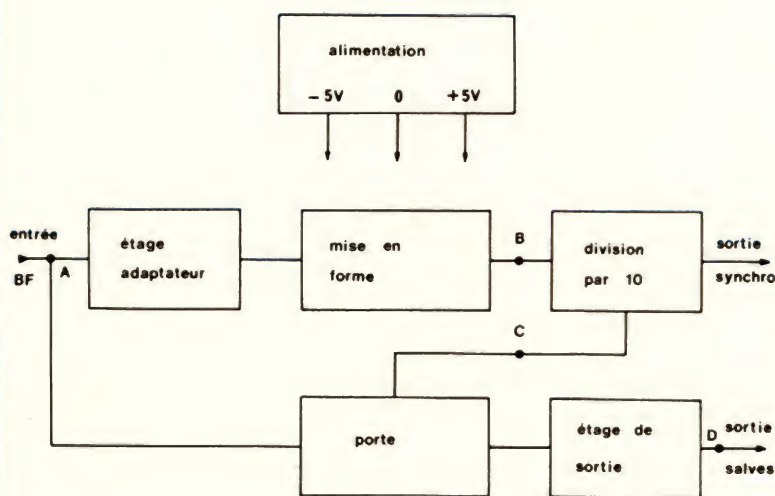 alimentation
− 5V 0 + 5V
entrée
BF
A
étage
adaptateur
mise en
forme
B
division
par 10
sortie
synchro
C
porte
étage de
sortie
D
sortie
salves